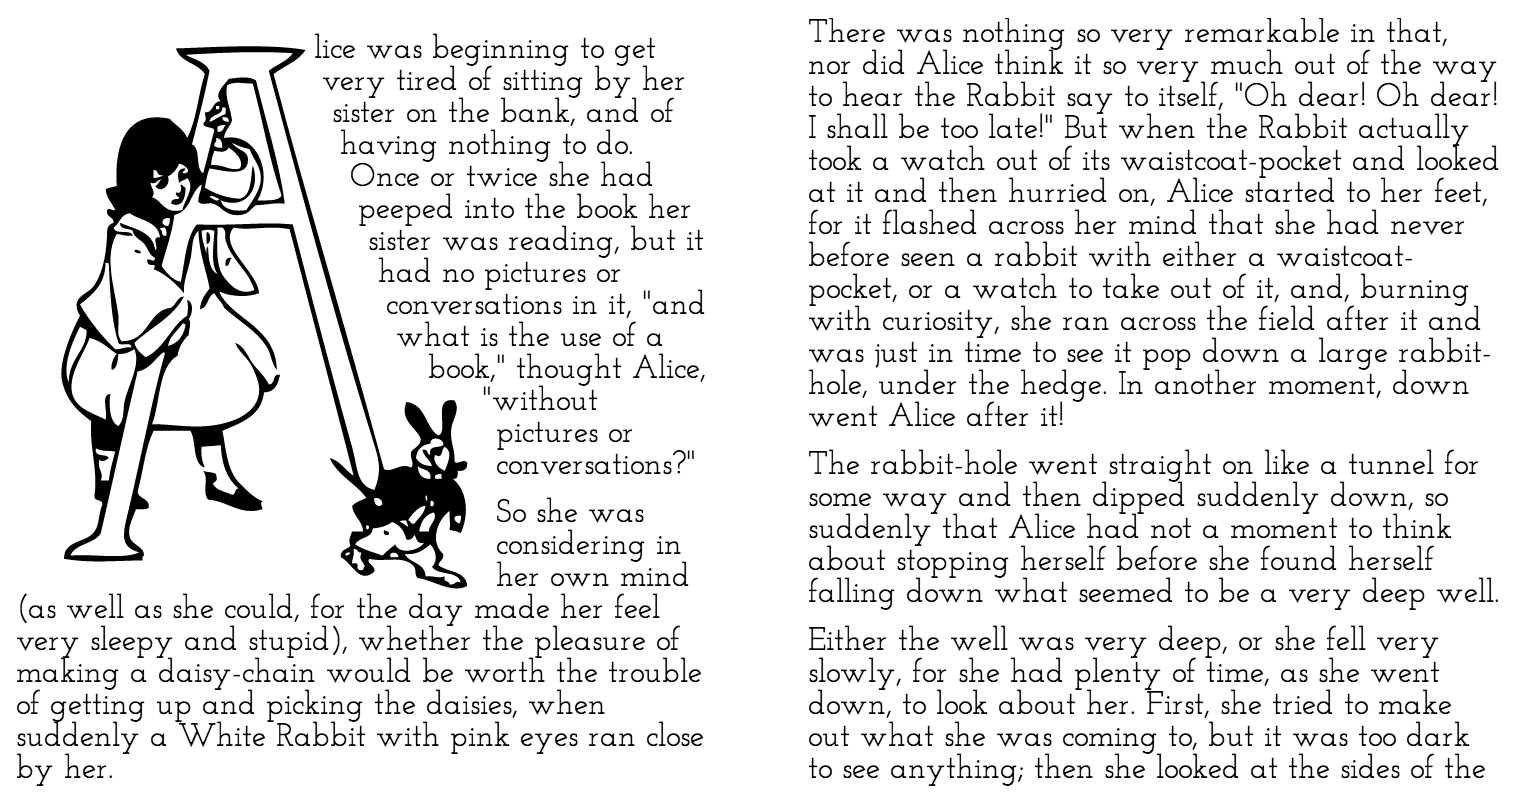 A
lice was beginning to get
very tired of sitting by her
sister on the bank, and of
having nothing to do.
Once or twice she had
peeped into the book her
sister was reading, but it
had no pictures or
conversations in it, "and
what is the use of a
book," thought Alice,
"without
pictures or
conversations?"
So she was
considering in
her own mind
(as well as she could, for the day made her feel
very sleepy and stupid), whether the pleasure of
making a daisy-chain would be worth the trouble
of getting up and picking the daisies, when
suddenly a White Rabbit with pink eyes ran close
by her.
There was nothing so very remarkable in that,
nor did Alice think it so very much out of the way
to hear the Rabbit say to itself, "Oh dear! Oh dear!
I shall be too late!" But when the Rabbit actually
took a watch out of its waistcoat-pocket and looked
at it and then hurried on, Alice started to her feet,
for it flashed across her mind that she had never
before seen a rabbit with either a waistcoat-
pocket, or a watch to take out of it, and, burning
with curiosity, she ran across the field after it and
was just in time to see it pop down a large rabbit-
hole, under the hedge. In another moment, down
went Alice after it!
The rabbit-hole went straight on like a tunnel for
some way and then dipped suddenly down, so
suddenly that Alice had not a moment to think
about stopping herself before she found herself
falling down what seemed to be a very deep well.
Either the well was very deep, or she fell very
slowly, for she had plenty of time, as she went
down, to look about her. First, she tried to make
out what she was coming to, but it was too dark
to see anything; then she looked at the sides of the